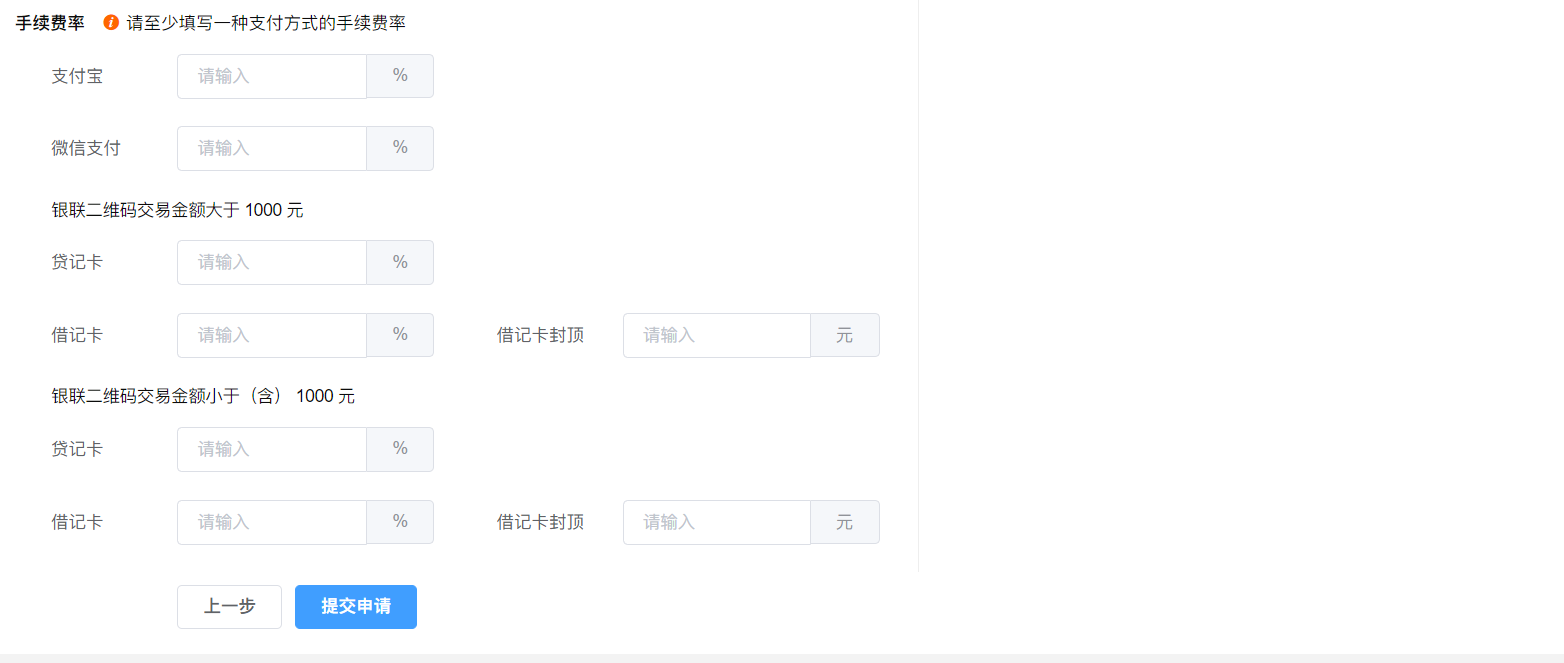 手续费率 请至少填写一种支付方式的手续费率
支付宝 请输入 %
微信支付 请输入 %
银联二维码交易金额大于 1000 元
贷记卡 请输入 %
借记卡 请输入 % 借记卡封顶 请输入 元
银联二维码交易金额小于（含） 1000 元
贷记卡 请输入 %
借记卡 请输入 % 借记卡封顶 请输入 元
上一步 提交申请